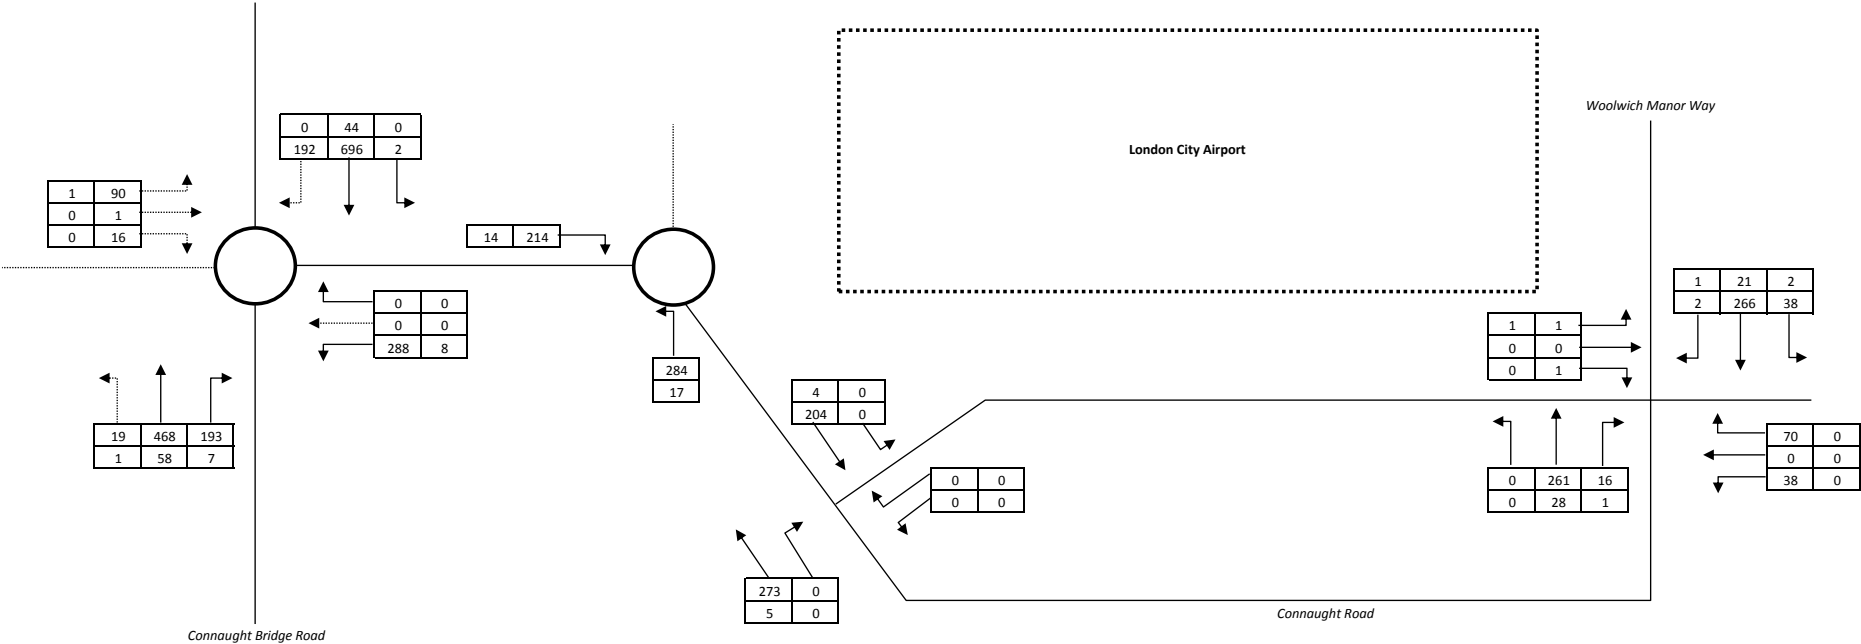 Woolwich Manor Way
0 44 0
192 696 2
London City Airport
1 90
0 1
0 16
14 214
1 21 2
2 266 38
0 0
0 0
288 8
1 1
0 0
0 1
284
17
4 0
204 0
19 468 193
1 58 7
70 0
0 0
38 0
0 0
0 0
0 261 16
0 28 1
273 0
5 0
Connaught Road
Connaught Bridge Road